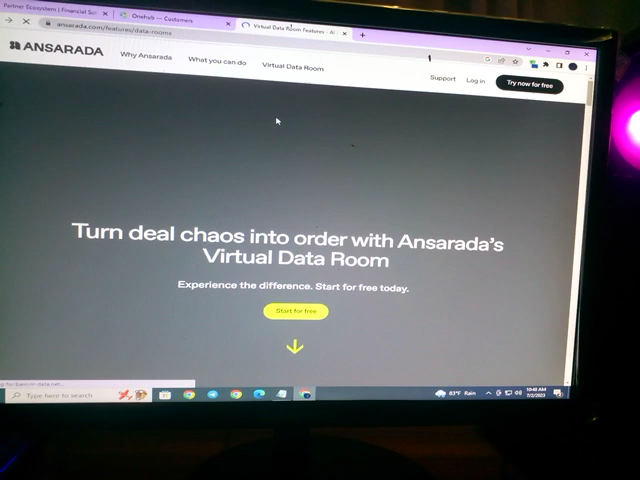 Partner Ecosystem | Financial Ser
Onehub — Customers
Virtual Data Room Features - AI
ansarada.com/features/data-rooms
ANSARADA
Why Ansarada
What you can do
Virtual Data Room
Support
Log in
Try now for free
Turn deal chaos into order with Ansarada's
Virtual Data Room
Experience the difference. Start for free today.
Start for free
Type here to search
83°F Rain
10:48 AM
7/2/2023